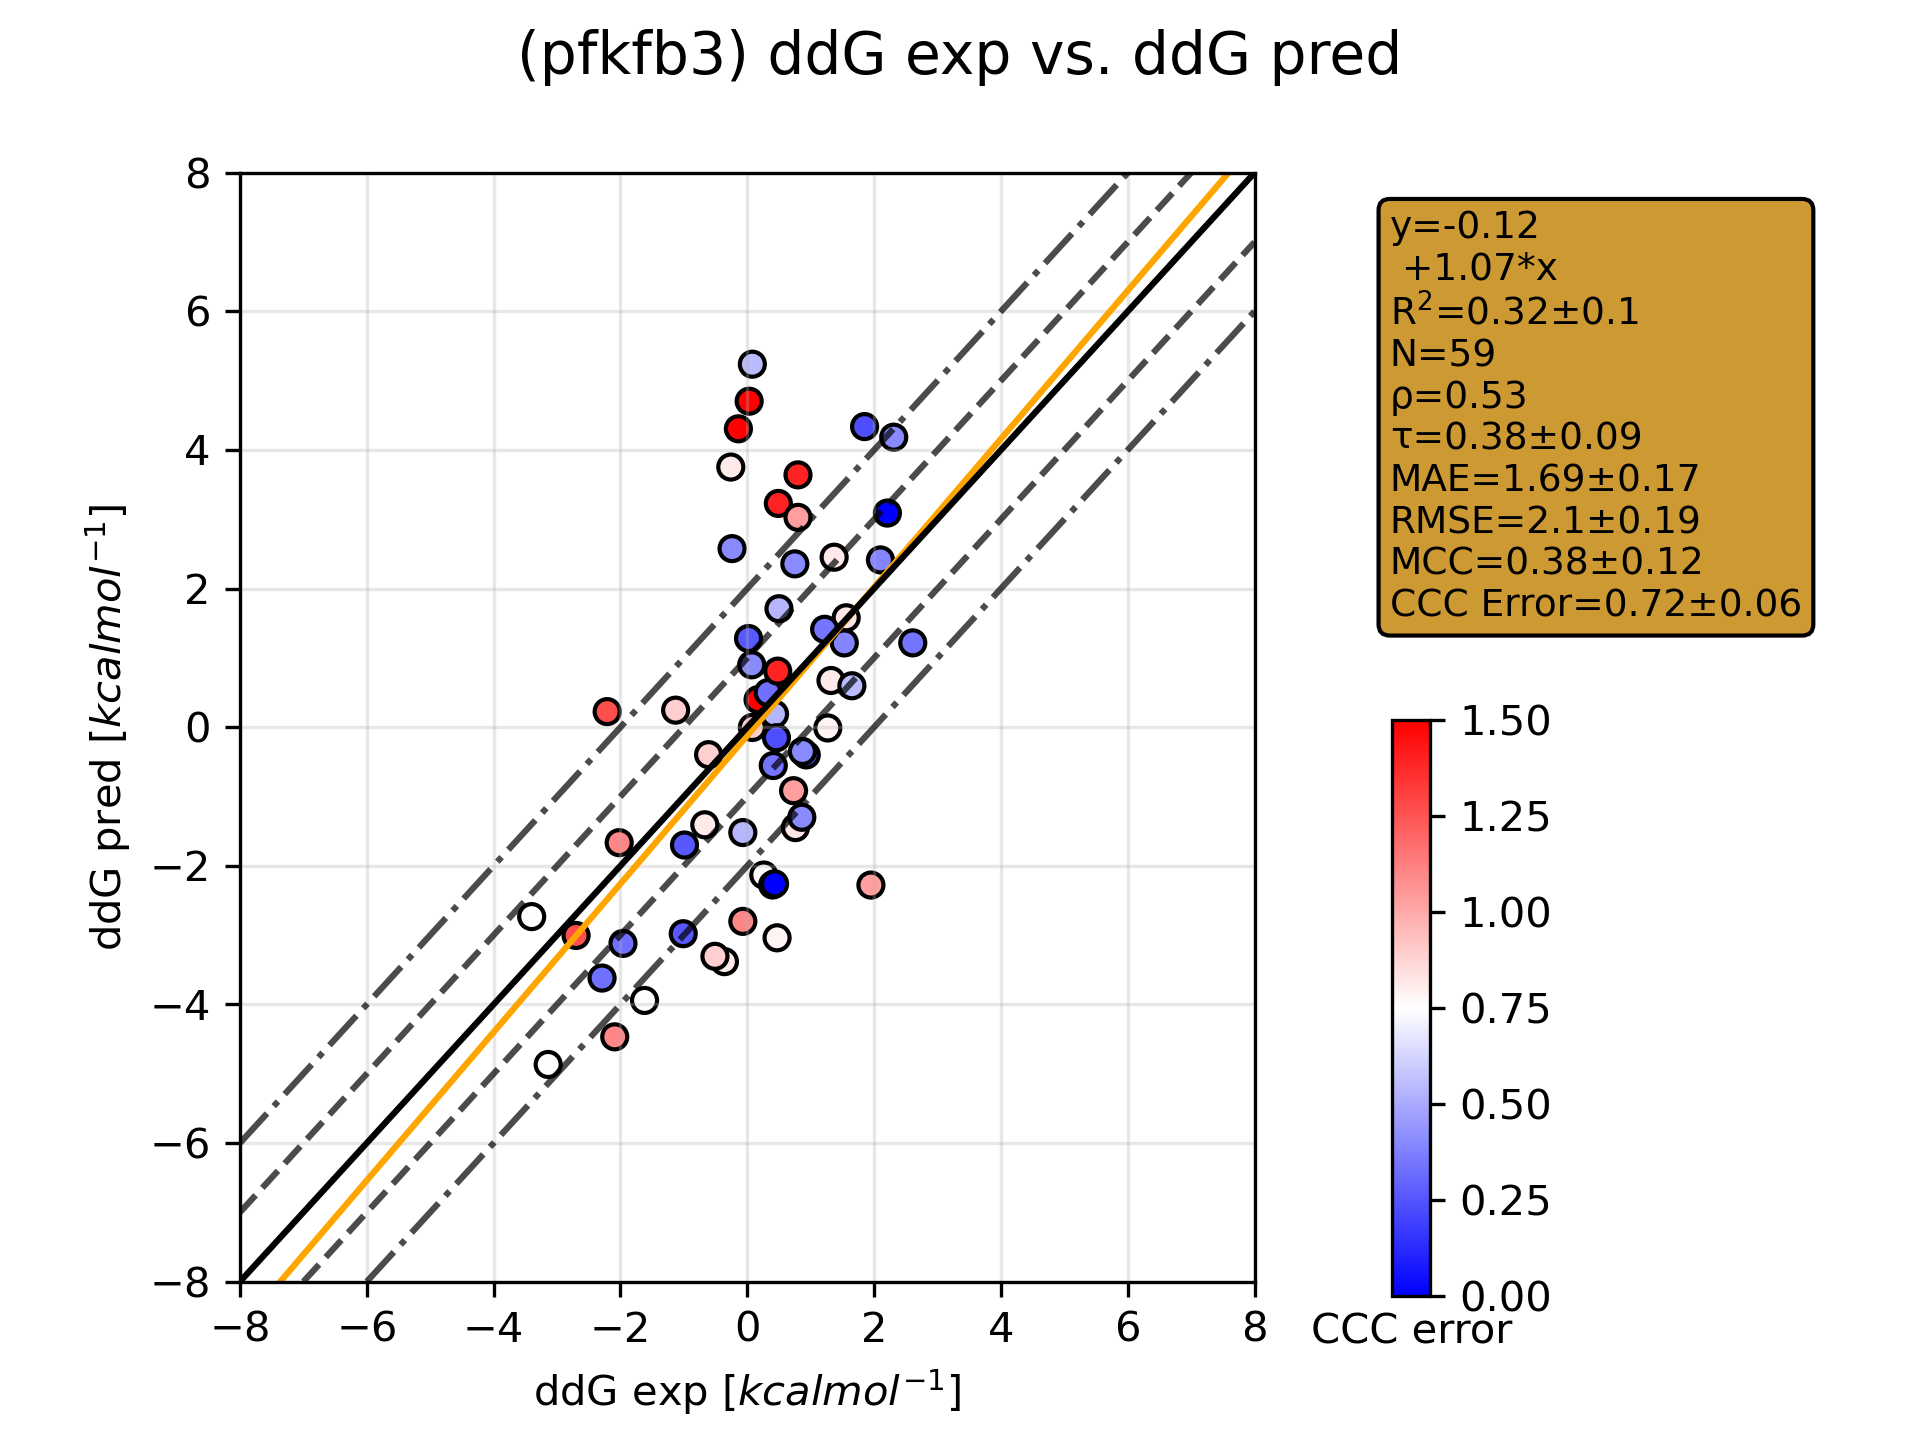 (pfkfb3) ddG exp vs. ddG pred
8
6
4
2
0
−2
−4
−6
−8
ddG pred [kcalmol⁻¹]
−8 −6 −4 −2 0 2 4 6 8
ddG exp [kcalmol⁻¹]
y=-0.12
+1.07*x
R²=0.32±0.1
N=59
ρ=0.53
τ=0.38±0.09
MAE=1.69±0.17
RMSE=2.1±0.19
MCC=0.38±0.12
CCC Error=0.72±0.06
1.50
1.25
1.00
0.75
0.50
0.25
0.00
CCC error